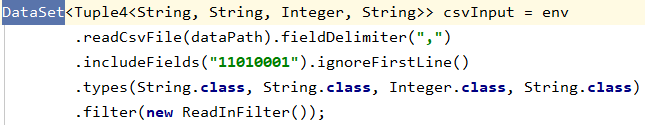 DataSet<Tuple4<String, String, Integer, String>> csvInput = env
.readCsvFile(dataPath).fieldDelimiter(",")
.includeFields("11010001").ignoreFirstLine()
.types(String.class, String.class, Integer.class, String.class)
.filter(new ReadInFilter());